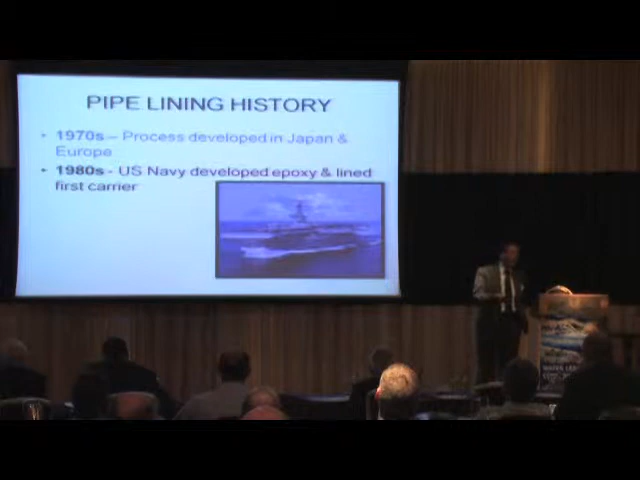 PIPE LINING HISTORY
• 1970s – Process developed in Japan &
Europe
• 1980s - US Navy developed epoxy & lined
first carrier